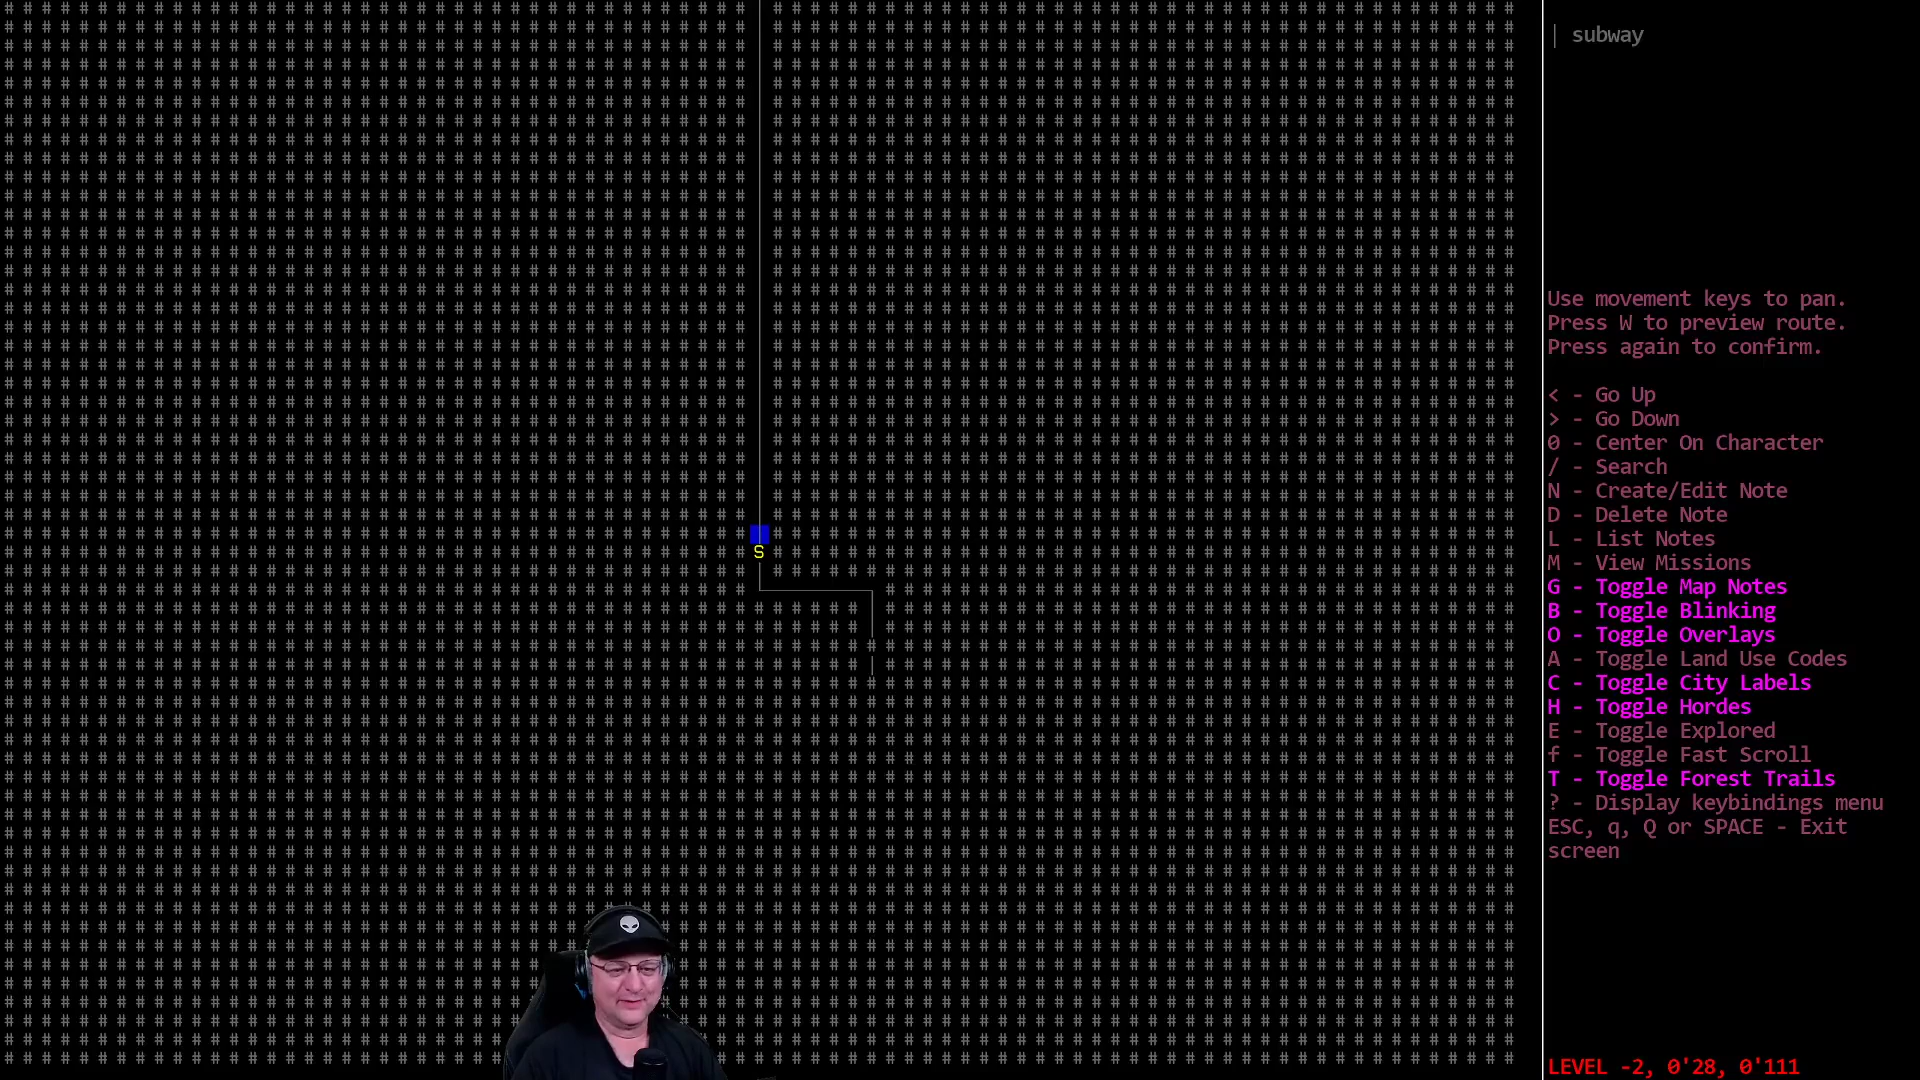 │ subway
Use movement keys to pan.
Press W to preview route.
Press again to confirm.
< - Go Up
> - Go Down
0 - Center On Character
/ - Search
N - Create/Edit Note
D - Delete Note
L - List Notes
M - View Missions
G - Toggle Map Notes
B - Toggle Blinking
O - Toggle Overlays
A - Toggle Land Use Codes
C - Toggle City Labels
H - Toggle Hordes
E - Toggle Explored
f - Toggle Fast Scroll
T - Toggle Forest Trails
? - Display keybindings menu
ESC, q, Q or SPACE - Exit
screen
S
LEVEL -2, 0'28, 0'111